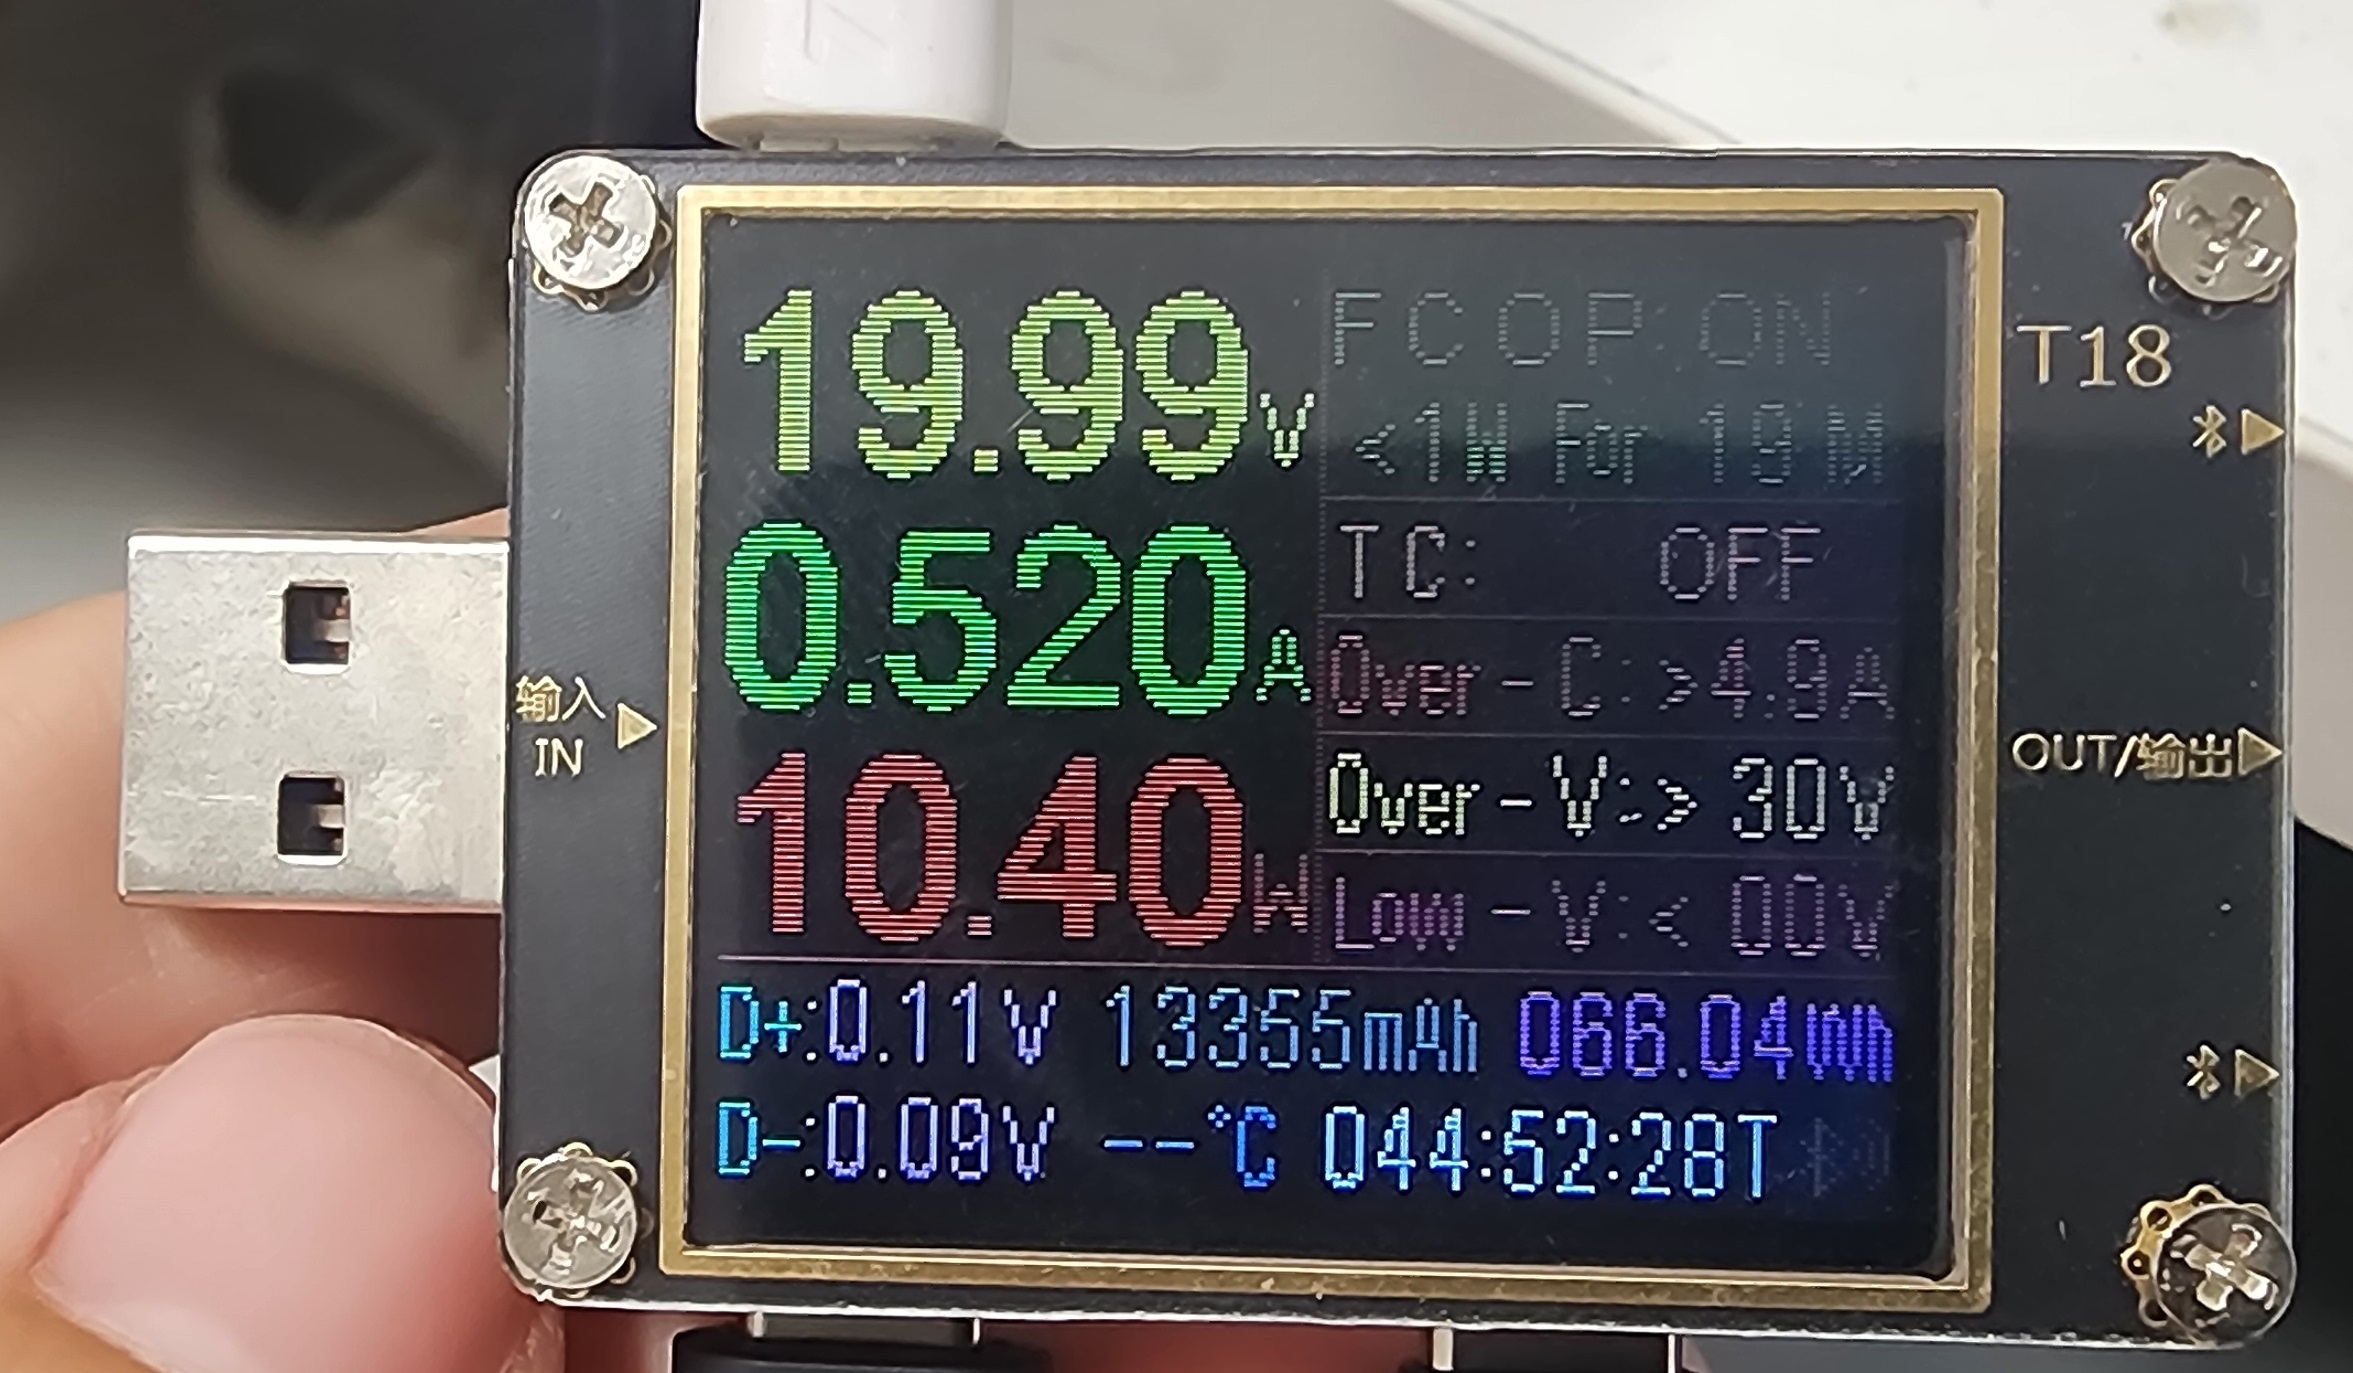 19.99V
FCOP:ON
<1W For 19M
T18
0.520A
TC: OFF
Over-C:>4.9A
输入
IN
OUT/输出
10.40W
Over-V:> 30V
Low-V:< 00V
D+:0.11V 13355mAh 066.04Wh
D-:0.09V --°C 044:52:28T